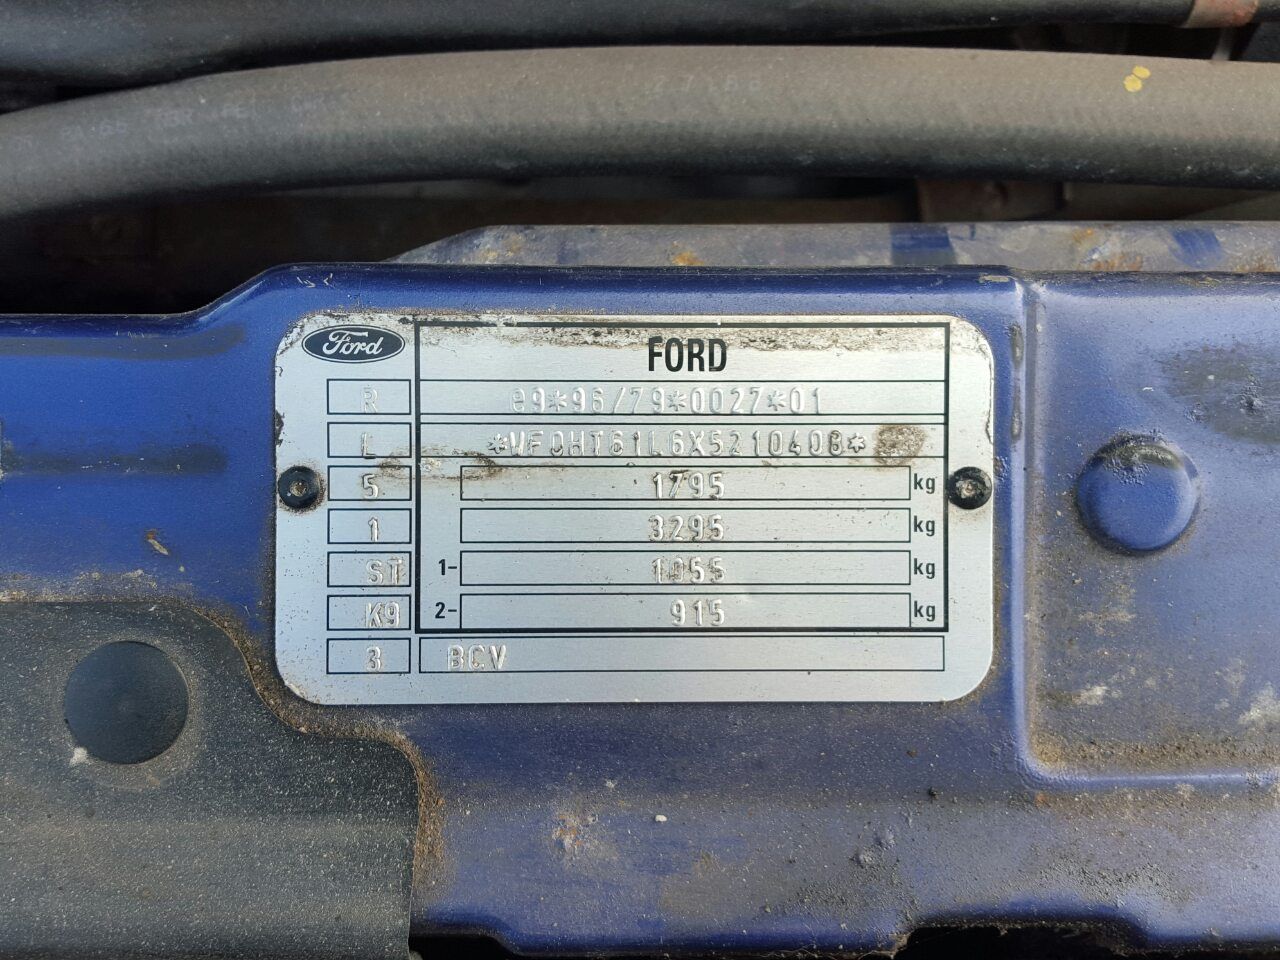 Ford
FORD
R e9*96/79*0027*01
L *WF0HT61L6X5210408*
5 1795 kg
1 3295 kg
ST 1- 1055 kg
K9 2- 915 kg
3 BCV